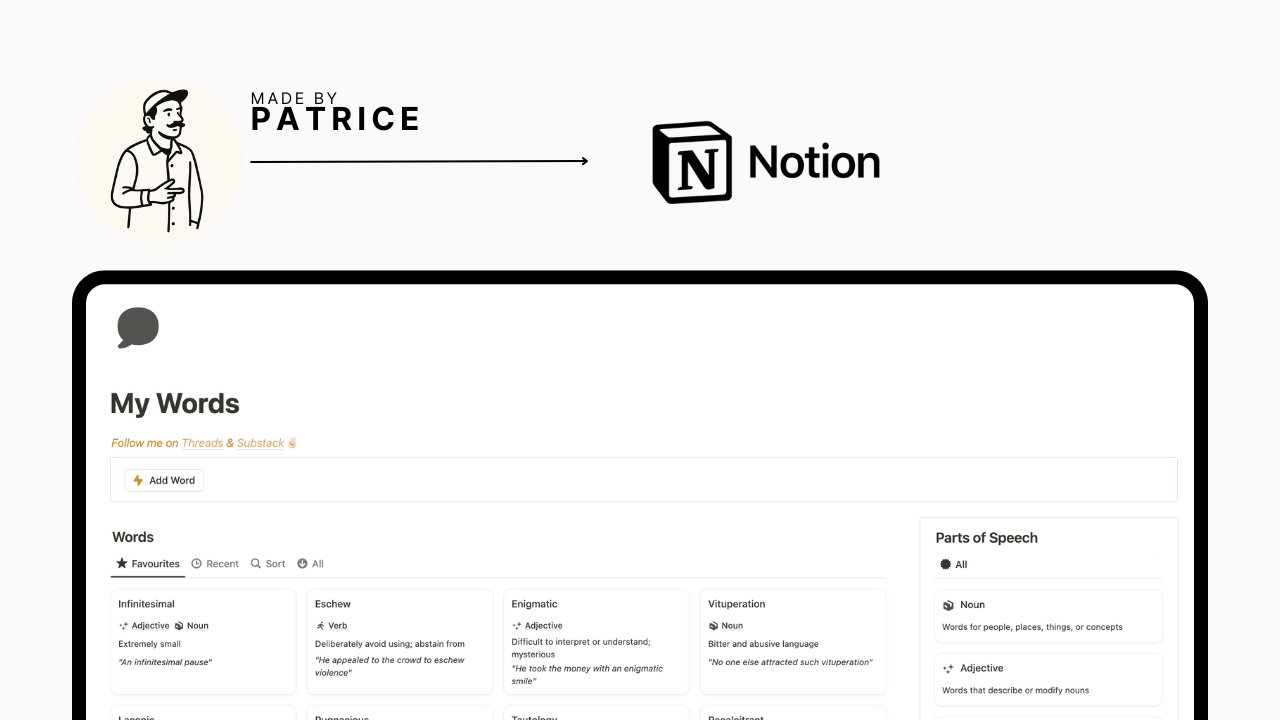 MADE BY
PATRICE
Notion
My Words
Follow me on Threads & Substack ✌🏻
Add Word
Words
Favourites Recent Sort All
Infinitesimal
Adjective Noun
Extremely small
"An infinitesimal pause"
Eschew
Verb
Deliberately avoid using; abstain from
"He appealed to the crowd to eschew
violence"
Enigmatic
Adjective
Difficult to interpret or understand;
mysterious
"He took the money with an enigmatic
smile"
Vituperation
Noun
Bitter and abusive language
"No one else attracted such vituperation"
Laconic
Pugnacious
Tautology
Recalcitrant
Parts of Speech
All
Noun
Words for people, places, things, or concepts
Adjective
Words that describe or modify nouns